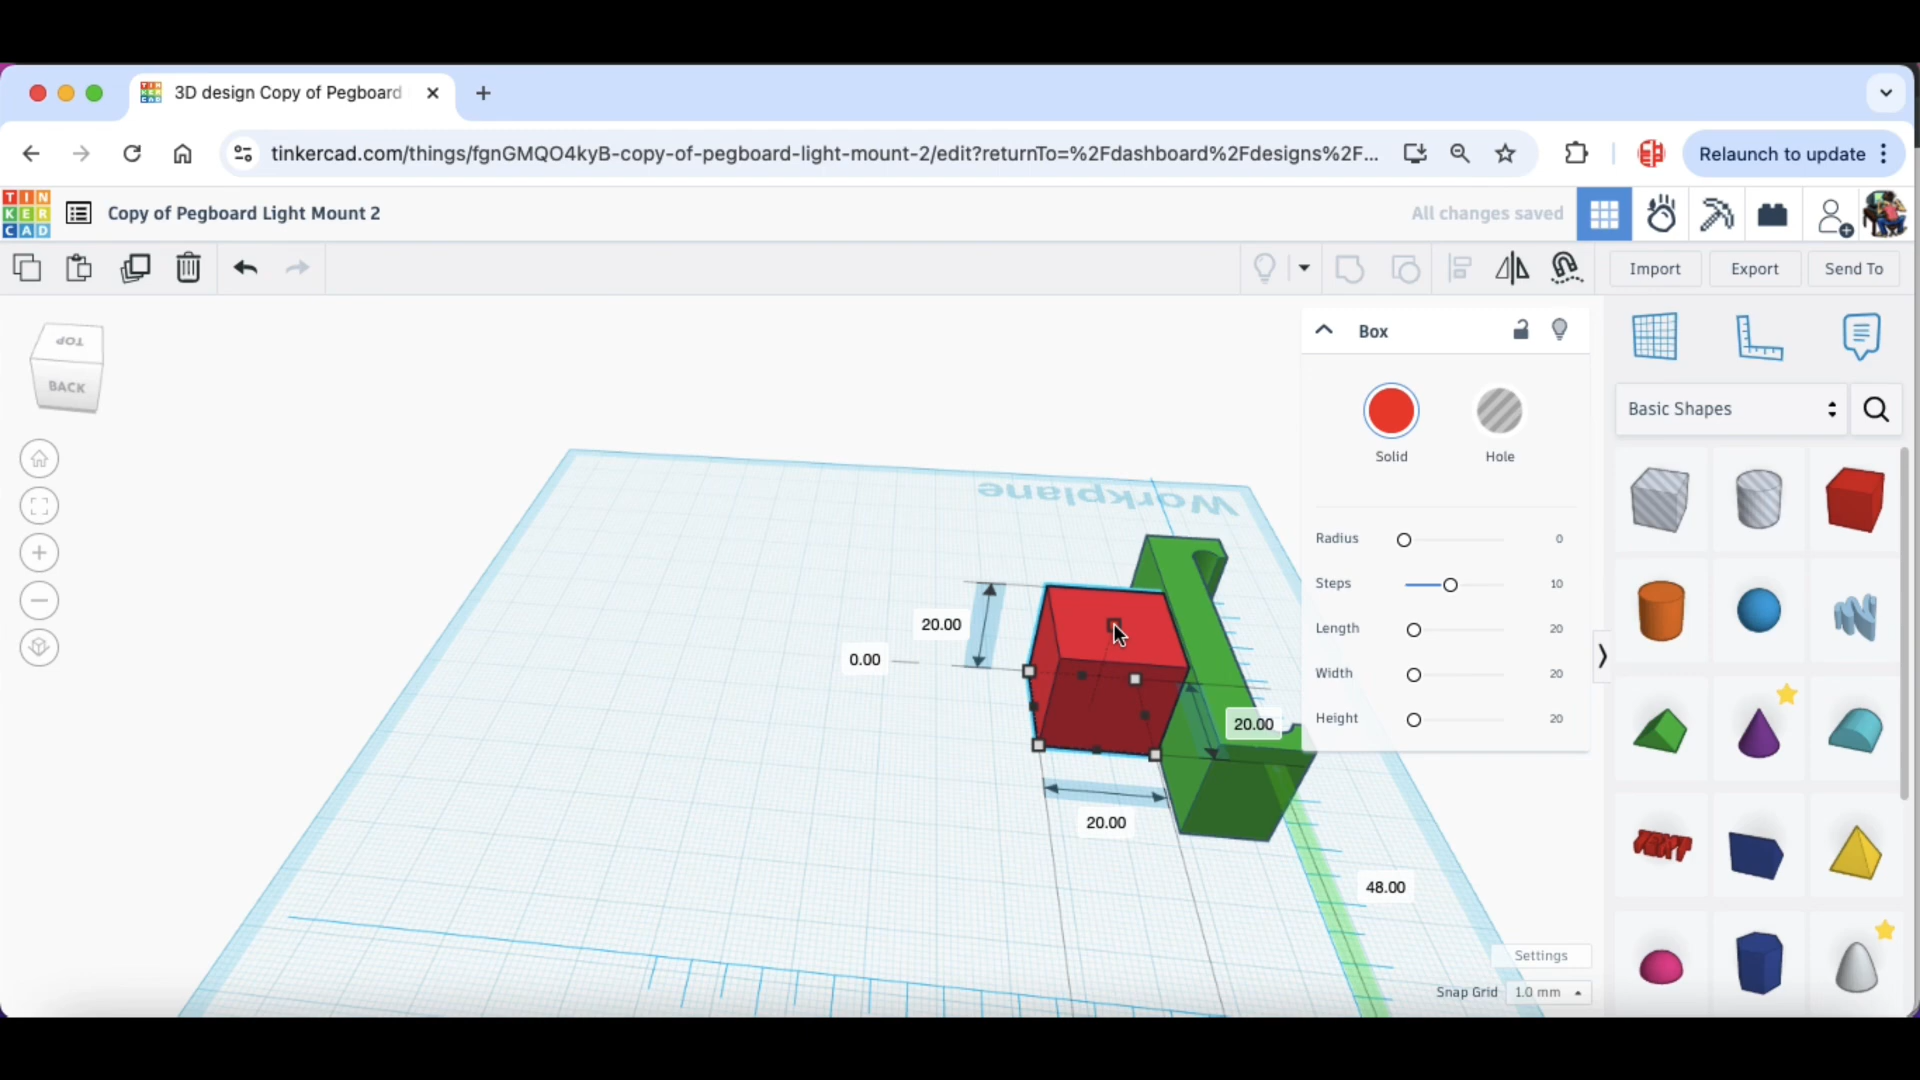 3D design Copy of Pegboard
tinkercad.com/things/fgnGMQO4kyB-copy-of-pegboard-light-mount-2/edit?returnTo=%2Fdashboard%2Fdesigns%2F...
Relaunch to update
TIN
KER
CAD
Copy of Pegboard Light Mount 2
All changes saved
Import
Export
Send To
TOP
BACK
Workplane
Box
Solid
Hole
Radius 0
Steps 10
Length 20
Width 20
Height 20
Basic Shapes
20.00
0.00
20.00
20.00
48.00
TEXT
Settings
Snap Grid 1.0 mm